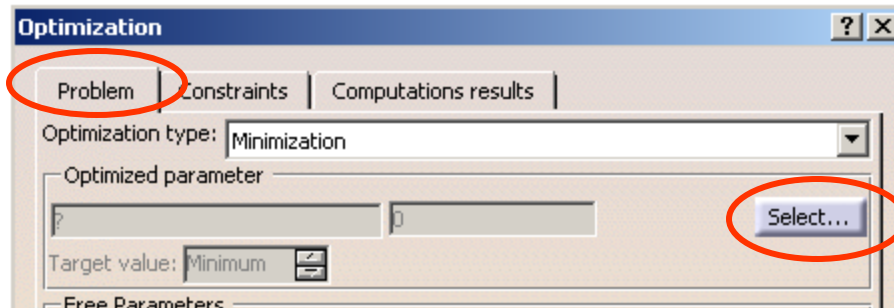 Optimization ? X
Problem Constraints Computations results
Optimization type: Minimization
Optimized parameter
? 0 Select...
Target value: Minimum
Free Parameters